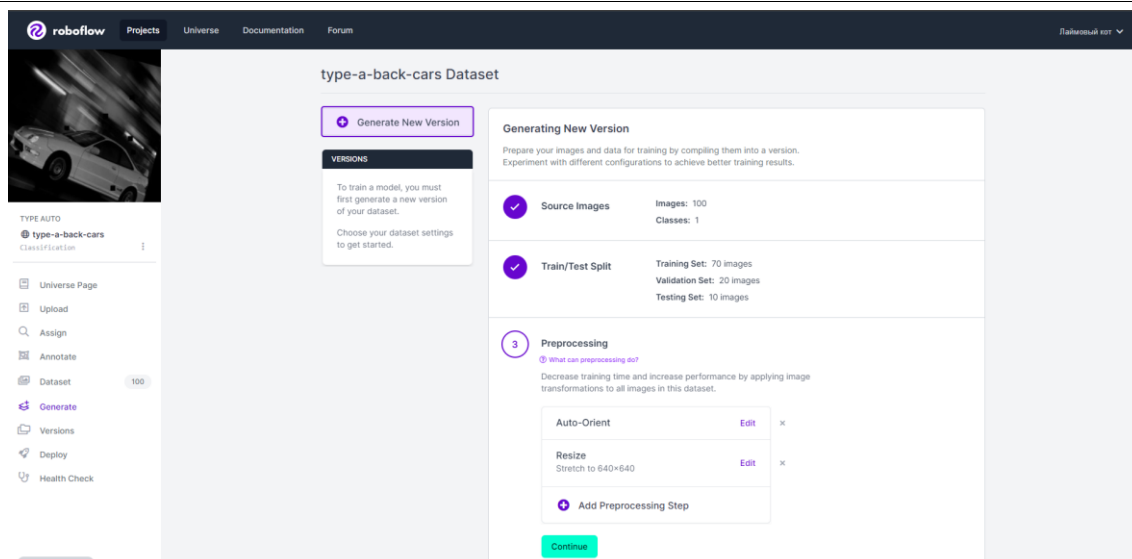 roboflow Projects Universe Documentation Forum Лаймовый кот
type-a-back-cars Dataset
Generate New Version
VERSIONS
To train a model, you must
first generate a new version
of your dataset.
Choose your dataset settings
to get started.
TYPE AUTO
type-a-back-cars
Classification
Universe Page
Upload
Assign
Annotate
Dataset 100
Generate
Versions
Deploy
Health Check
Generating New Version
Prepare your images and data for training by compiling them into a version.
Experiment with different configurations to achieve better training results.
Source Images
Images: 100
Classes: 1
Train/Test Split
Training Set: 70 images
Validation Set: 20 images
Testing Set: 10 images
3 Preprocessing
What can preprocessing do?
Decrease training time and increase performance by applying image
transformations to all images in this dataset.
Auto-Orient Edit ×
Resize
Stretch to 640×640 Edit ×
Add Preprocessing Step
Continue